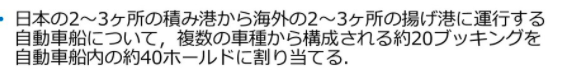 • 日本の2～3ヶ所の積み港から海外の2～3ヶ所の揚げ港に運行する
自動車船について，複数の車種から構成される約20ブッキングを
自動車船内の約40ホールドに割り当てる．